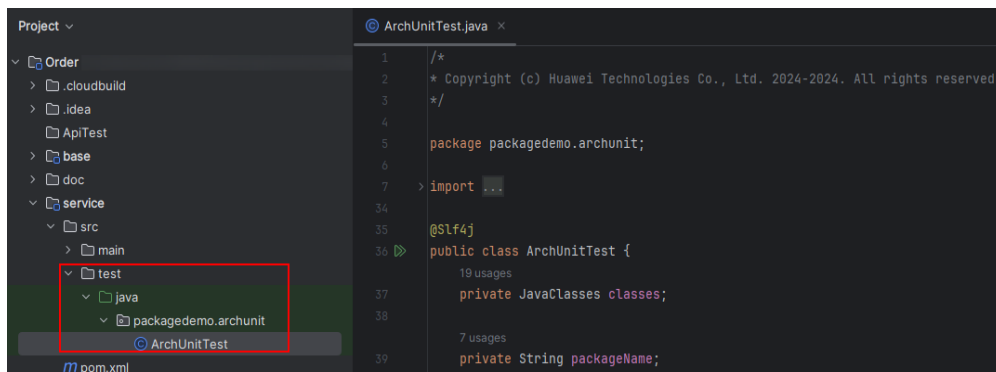 Project
Order
.cloudbuild
.idea
ApiTest
base
doc
service
src
main
test
java
packagedemo.archunit
ArchUnitTest
pom.xml
ArchUnitTest.java
1 /*
2 * Copyright (c) Huawei Technologies Co., Ltd. 2024-2024. All rights reserved
3 */
4
5 package packagedemo.archunit;
6
7 import ...
34
35 @Slf4j
36 public class ArchUnitTest {
19 usages
37 private JavaClasses classes;
38
7 usages
39 private String packageName;